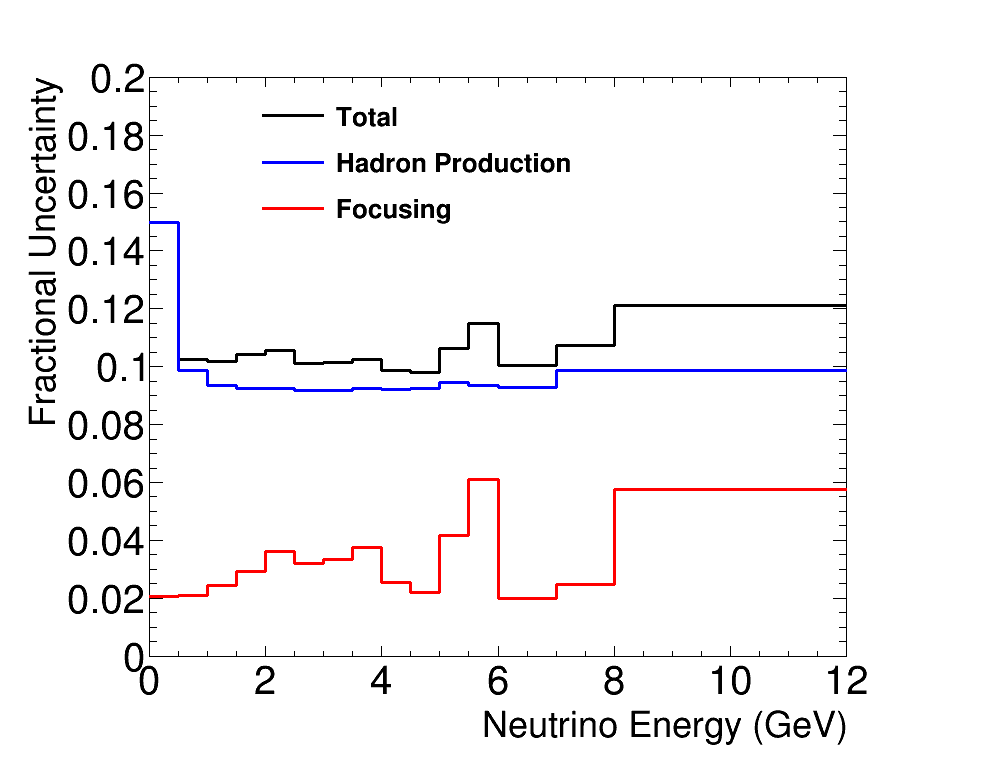 Fractional Uncertainty
0.2
0.18
0.16
0.14
0.12
0.1
0.08
0.06
0.04
0.02
0
Total
Hadron Production
Focusing
0 2 4 6 8 10 12
Neutrino Energy (GeV)